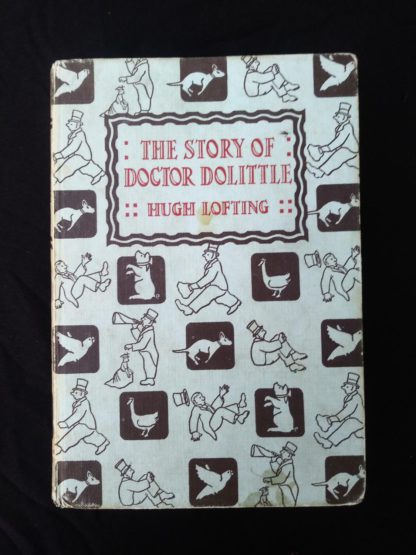 THE STORY OF
DOCTOR DOLITTLE
HUGH LOFTING